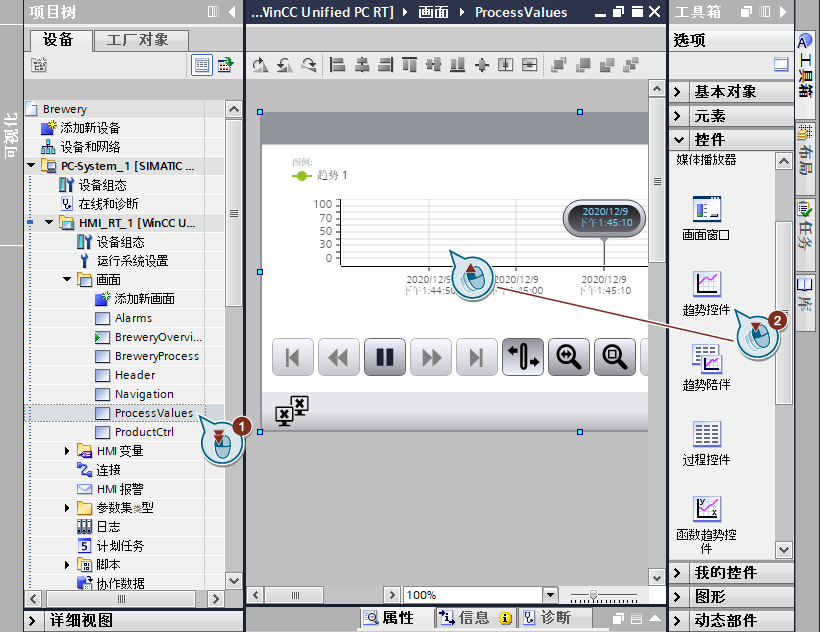 项目树
设备
工厂对象
可视化
Brewery
添加新设备
设备和网络
PC-System_1 [SIMATIC ...
设备组态
在线和诊断
HMI_RT_1 [WinCC U...
设备组态
运行系统设置
画面
添加新画面
Alarms
BreweryOvervi...
BreweryProcess
Header
Navigation
ProcessValues
ProductCtrl
HMI 变量
连接
HMI 报警
参数集类型
日志
计划任务
脚本
协作数据
详细视图
1
...VinCC Unified PC RT]
画面
ProcessValues
图例:
趋势 1
100
70
50
30
0
2020/12/9
下午1:45:10
2020/12/9
下午1:44:50
2020/12/9
下午1:45:00
2020/12/9
下午1:45:10
100%
属性
信息
诊断
工具箱
选项
基本对象
元素
控件
媒体播放器
画面窗口
趋势控件
2
趋势陪伴
过程控件
函数趋势控
件
我的控件
图形
动态部件
工具箱
布局
任务
库